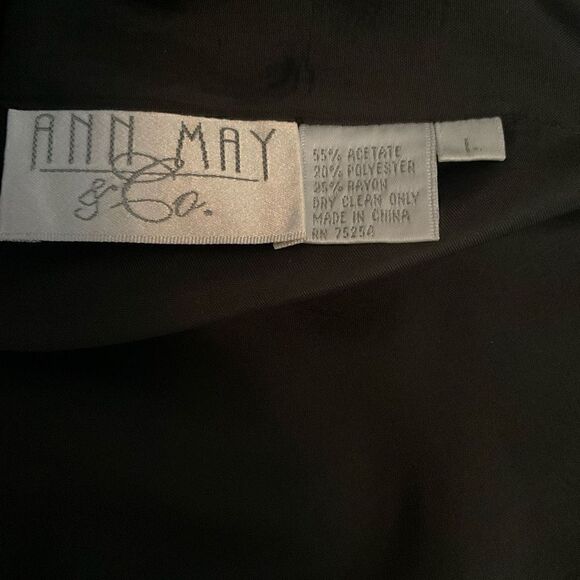 ANN MAY
& Co.
55% ACETATE
20% POLYESTER
25% RAYON
DRY CLEAN ONLY
MADE IN CHINA
RN 75254
L